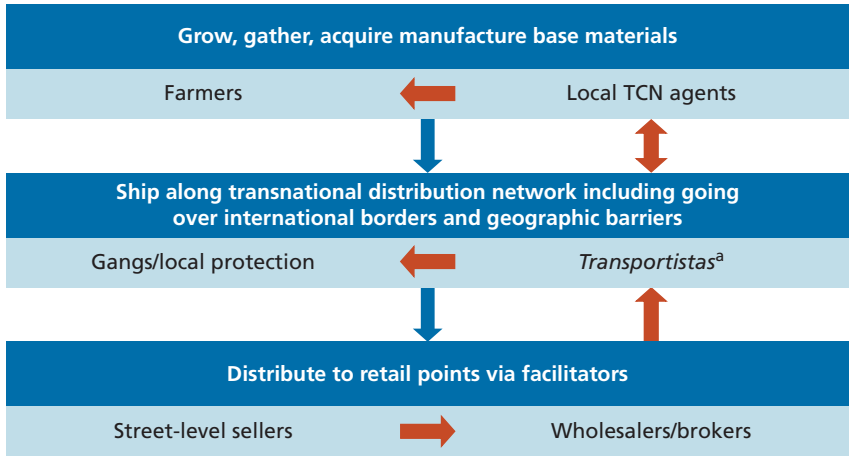 Grow, gather, acquire manufacture base materials
Farmers
Local TCN agents
Ship along transnational distribution network including going
over international borders and geographic barriers
Gangs/local protection
Transportistasᵃ
Distribute to retail points via facilitators
Street-level sellers
Wholesalers/brokers